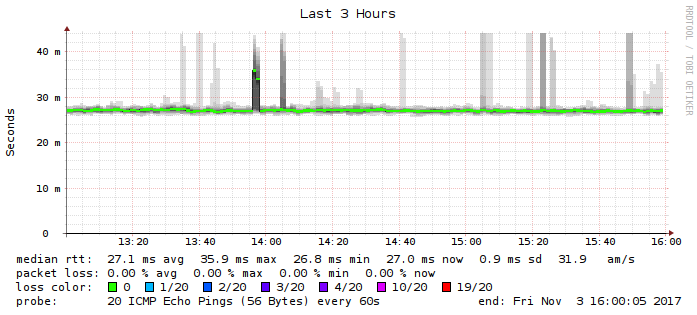 Last 3 Hours
RRDTOOL / TOBI OETIKER
Seconds
40 m
30 m
20 m
10 m
0
13:20 13:40 14:00 14:20 14:40 15:00 15:20 15:40 16:00
median rtt: 27.1 ms avg 35.9 ms max 26.8 ms min 27.0 ms now 0.9 ms sd 31.9 am/s
packet loss: 0.00 % avg 0.00 % max 0.00 % min 0.00 % now
loss color: 0 1/20 2/20 3/20 4/20 10/20 19/20
probe: 20 ICMP Echo Pings (56 Bytes) every 60s end: Fri Nov 3 16:00:05 2017